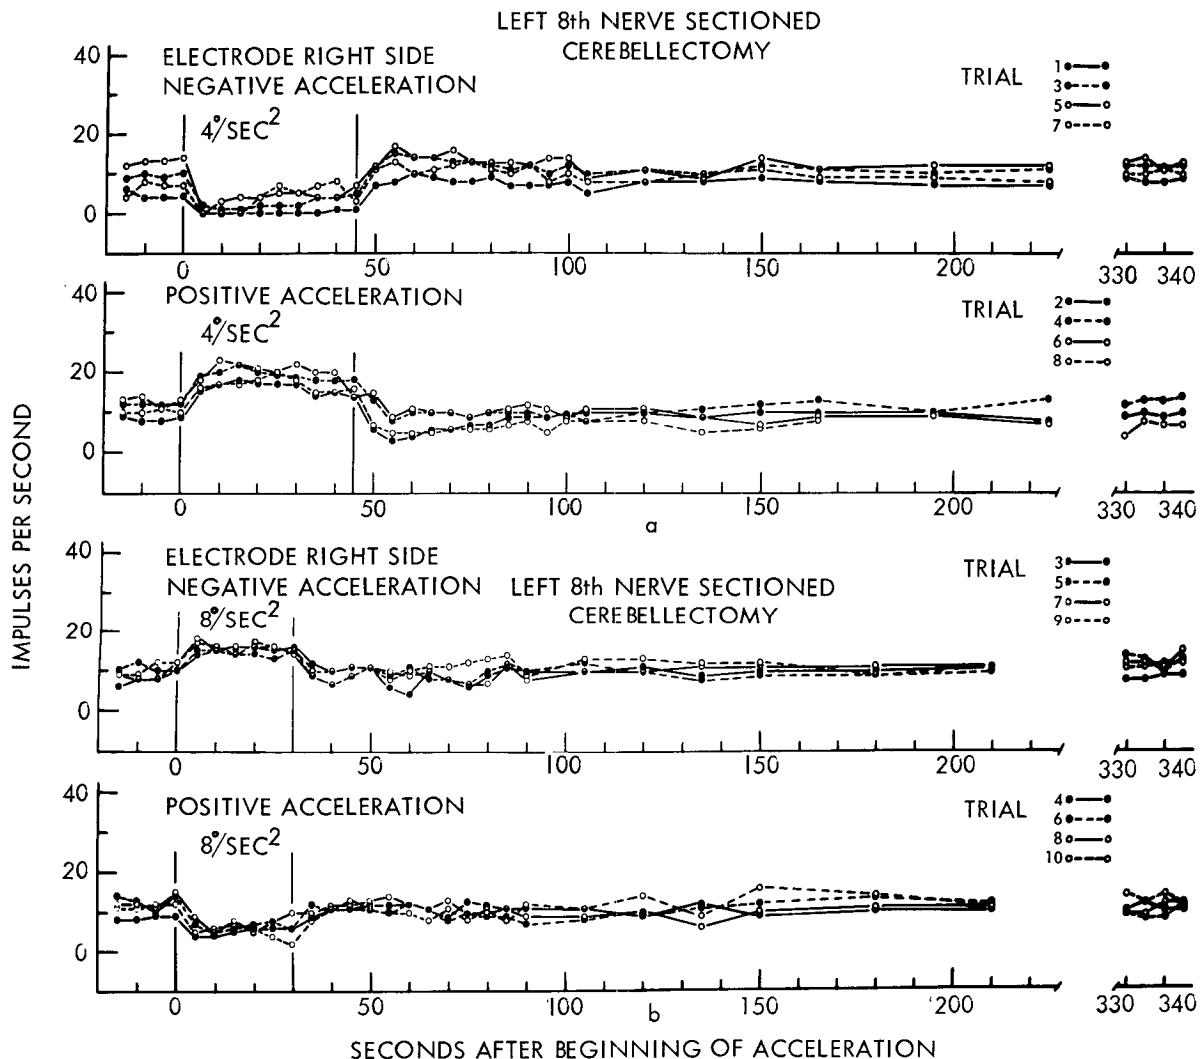 LEFT 8th NERVE SECTIONED
CEREBELLECTOMY
ELECTRODE RIGHT SIDE
NEGATIVE ACCELERATION
4°/SEC²
TRIAL
1
3
5
7
40
20
0
0 50 100 150 200 330 340
POSITIVE ACCELERATION
4°/SEC²
TRIAL
2
4
6
8
40
20
0
0 50 100 150 200 330 340
a
IMPULSES PER SECOND
ELECTRODE RIGHT SIDE
NEGATIVE ACCELERATION
LEFT 8th NERVE SECTIONED
CEREBELLECTOMY
8°/SEC²
TRIAL
3
5
7
9
40
20
0
0 50 100 150 200 330 340
POSITIVE ACCELERATION
8°/SEC²
TRIAL
4
6
8
10
40
20
0
0 50 100 150 200 330 340
b
SECONDS AFTER BEGINNING OF ACCELERATION